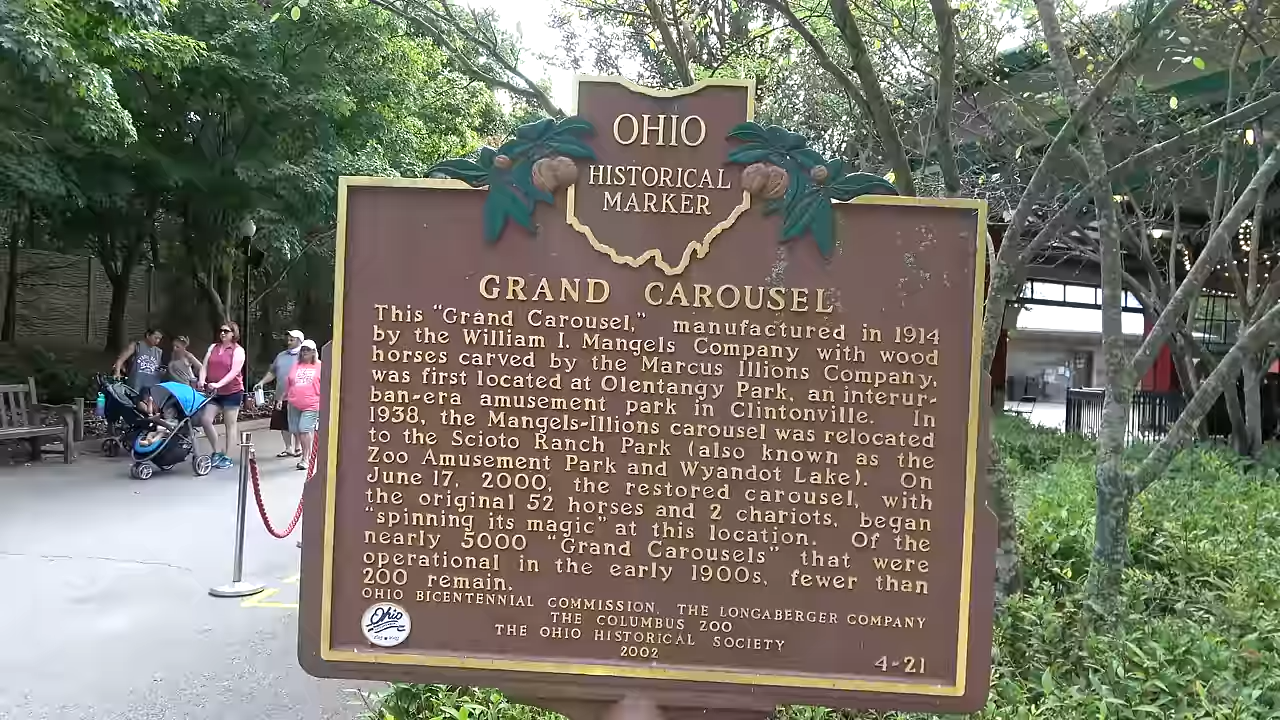 OHIO
HISTORICAL
MARKER
GRAND CAROUSEL
This "Grand Carousel," manufactured in 1914
by the William I. Mangels Company with wood
horses carved by the Marcus Illions Company,
was first located at Olentangy Park, an interur-
ban-era amusement park in Clintonville. In
1938, the Mangels-Illions carousel was relocated
to the Scioto Ranch Park (also known as the
Zoo Amusement Park and Wyandot Lake). On
June 17, 2000, the restored carousel, with
the original 52 horses and 2 chariots, began
"spinning its magic" at this location. Of the
nearly 5000 "Grand Carousels" that were
operational in the early 1900s, fewer than
200 remain.
OHIO BICENTENNIAL COMMISSION, THE LONGABERGER COMPANY
THE COLUMBUS ZOO
THE OHIO HISTORICAL SOCIETY
2002
4-21
Ohio